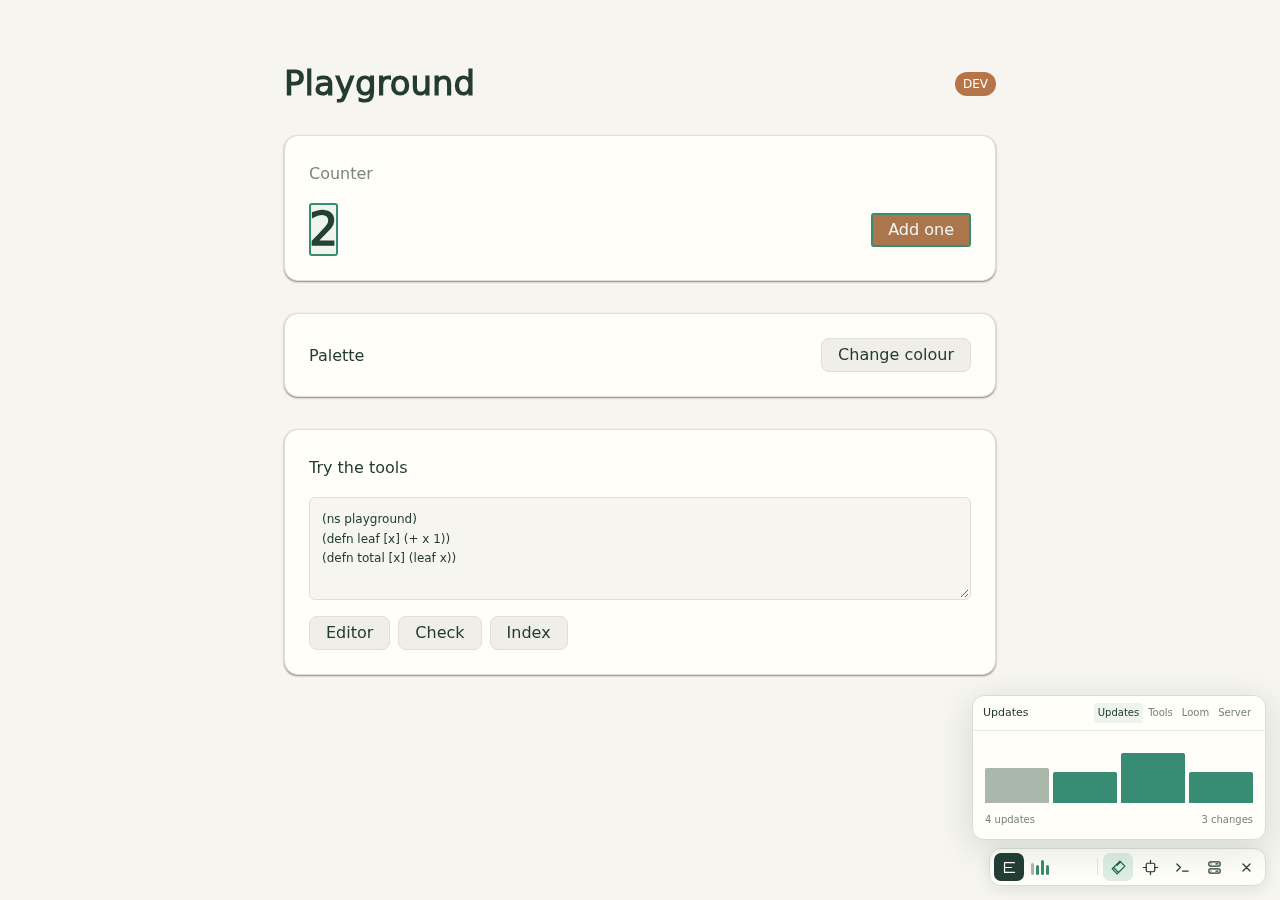 Playground
DEV
Counter
2
Add one
Palette
Change colour
Try the tools
(ns playground)
(defn leaf [x] (+ x 1))
(defn total [x] (leaf x))
Editor Check Index
Updates Updates Tools Loom Server
4 updates 3 changes